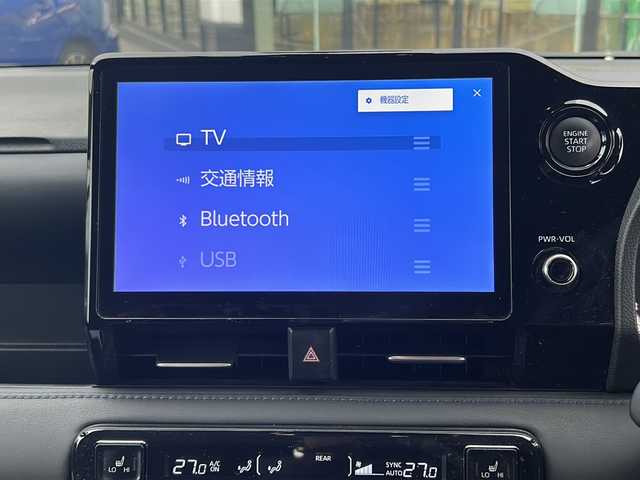 機器設定
TV
交通情報
Bluetooth
USB
ENGINE
START
STOP
PWR-VOL
LO HI
27.0 A/C ON
REAR
SYNC
AUTO 27.0
LO HI